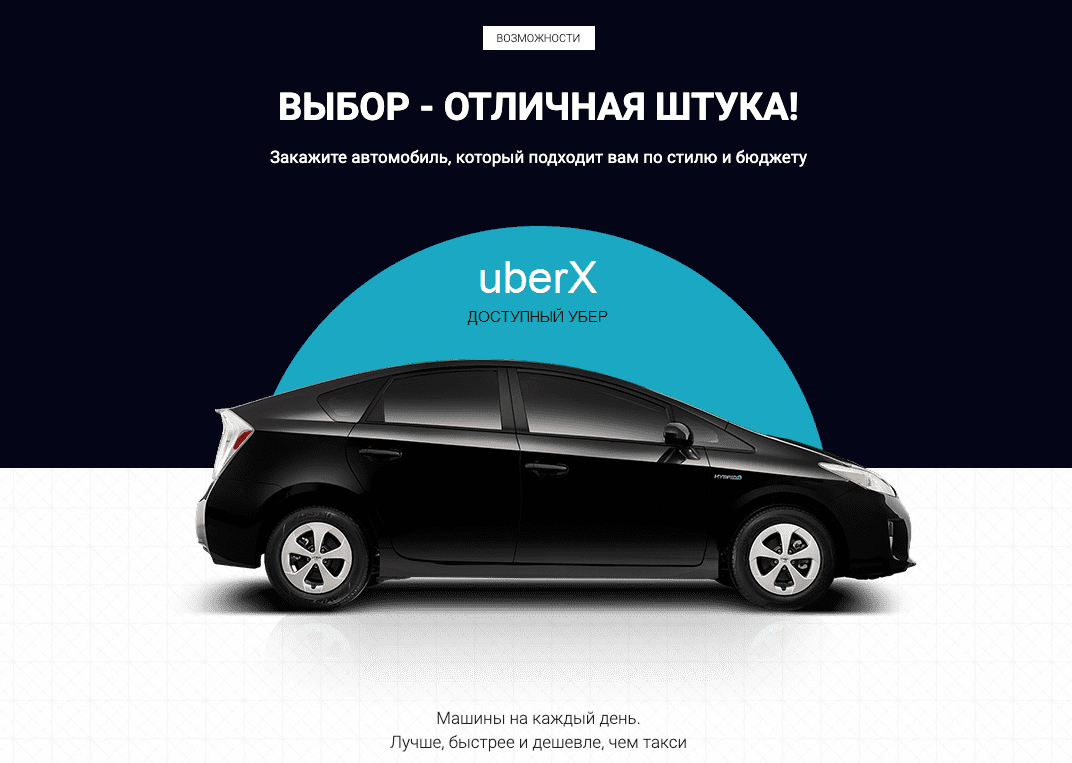 ВОЗМОЖНОСТИ
ВЫБОР - ОТЛИЧНАЯ ШТУКА!
Закажите автомобиль, который подходит вам по стилю и бюджету
uberX
ДОСТУПНЫЙ УБЕР
HYBRID
Машины на каждый день.
Лучше, быстрее и дешевле, чем такси